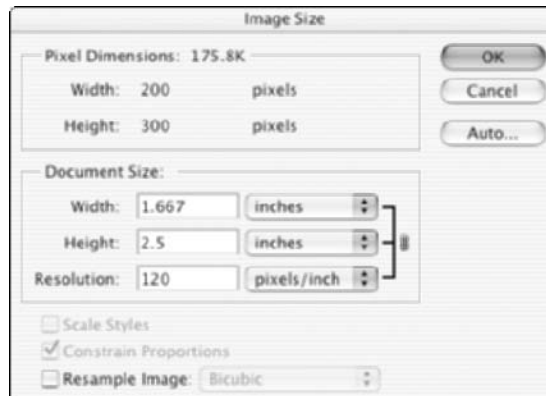 Image Size
Pixel Dimensions: 175.8K
OK
Width: 200 pixels
Cancel
Height: 300 pixels
Auto...
Document Size:
Width: 1.667 inches
Height: 2.5 inches
Resolution: 120 pixels/inch
Scale Styles
Constrain Proportions
Resample Image: Bicubic